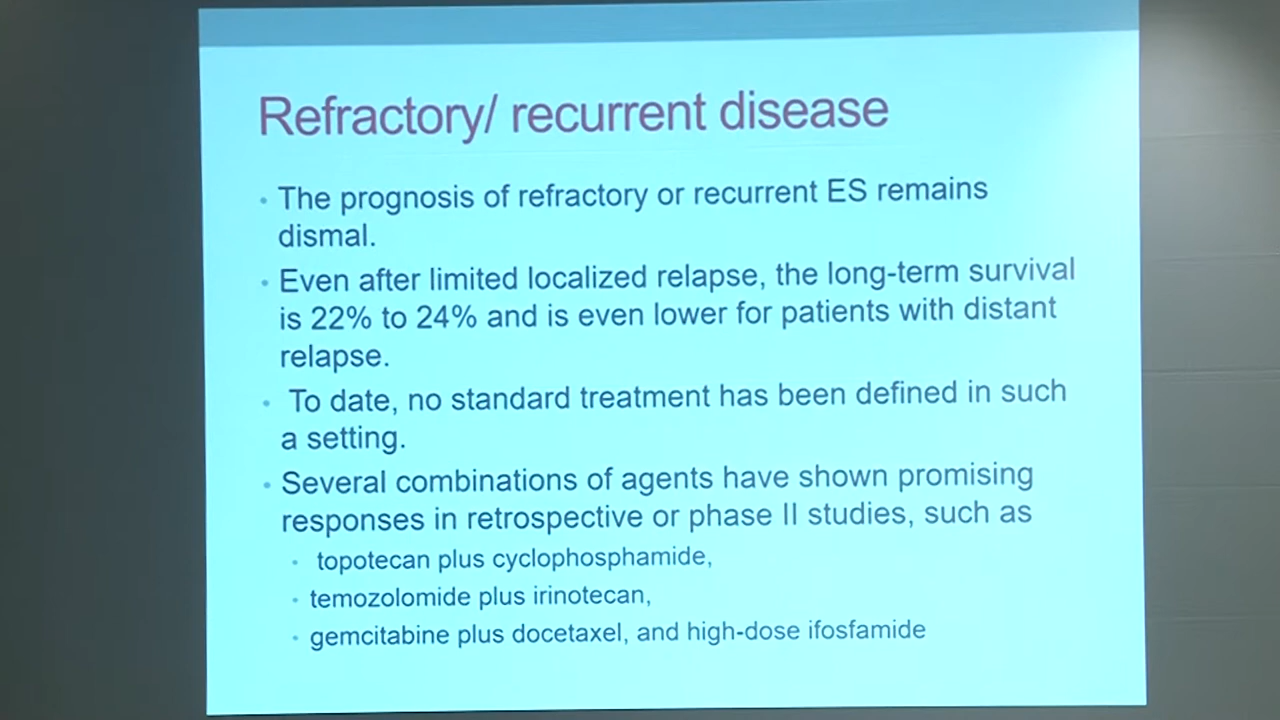 Refractory/ recurrent disease
• The prognosis of refractory or recurrent ES remains
dismal.
• Even after limited localized relapse, the long-term survival
is 22% to 24% and is even lower for patients with distant
relapse.
• To date, no standard treatment has been defined in such
a setting.
• Several combinations of agents have shown promising
responses in retrospective or phase II studies, such as
• topotecan plus cyclophosphamide,
• temozolomide plus irinotecan,
• gemcitabine plus docetaxel, and high-dose ifosfamide